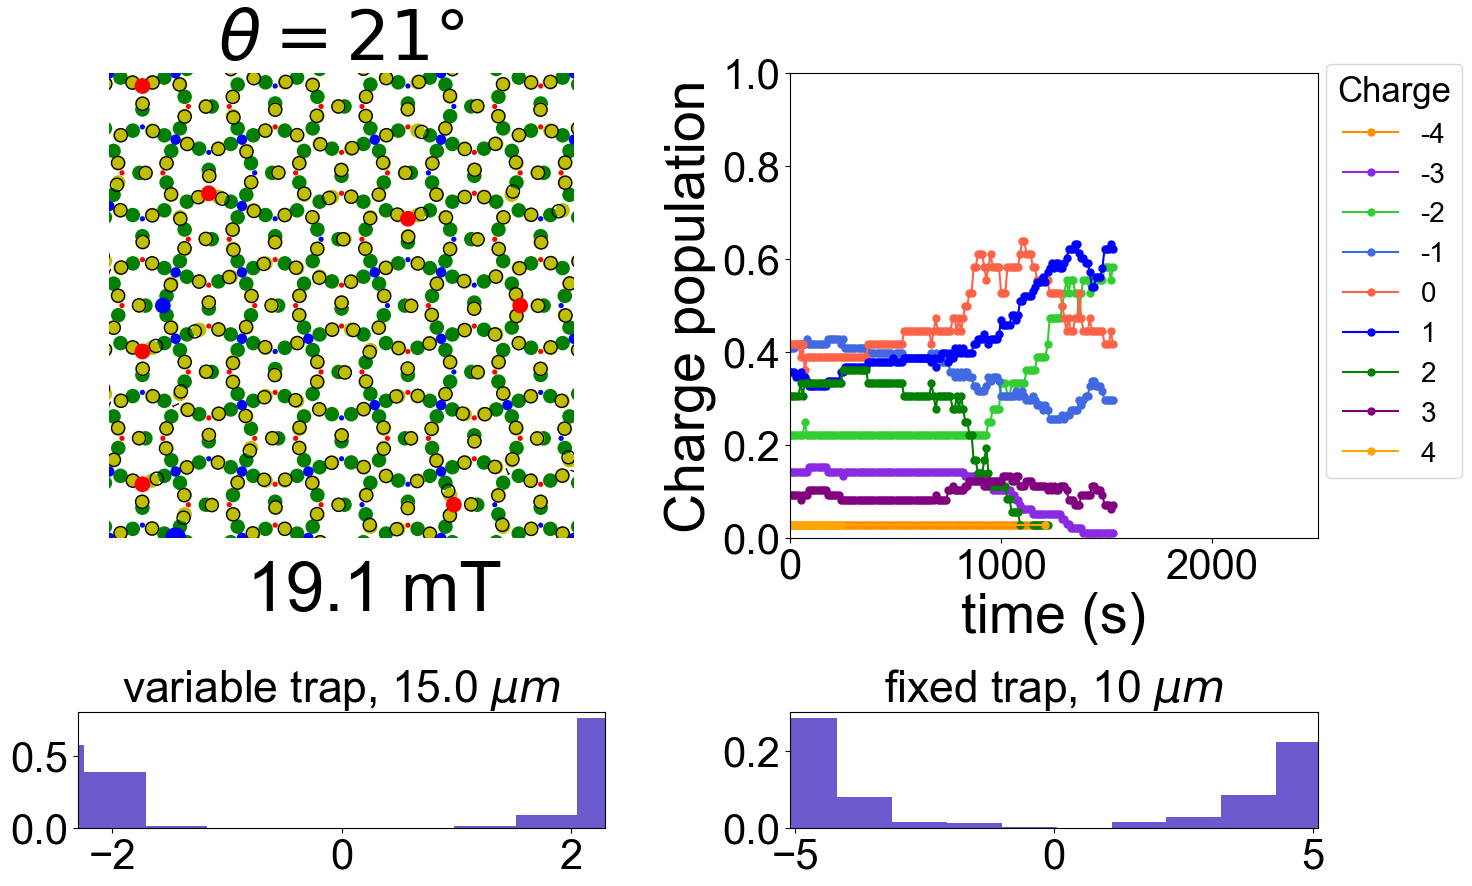 θ = 21°
19.1 mT
1.0
0.8
0.6
0.4
0.2
0.0
0 1000 2000
Charge population
time (s)
Charge
-4
-3
-2
-1
0
1
2
3
4
variable trap, 15.0 μm
0.5
0.0
−2 0 2
fixed trap, 10 μm
0.2
0.0
−5 0 5